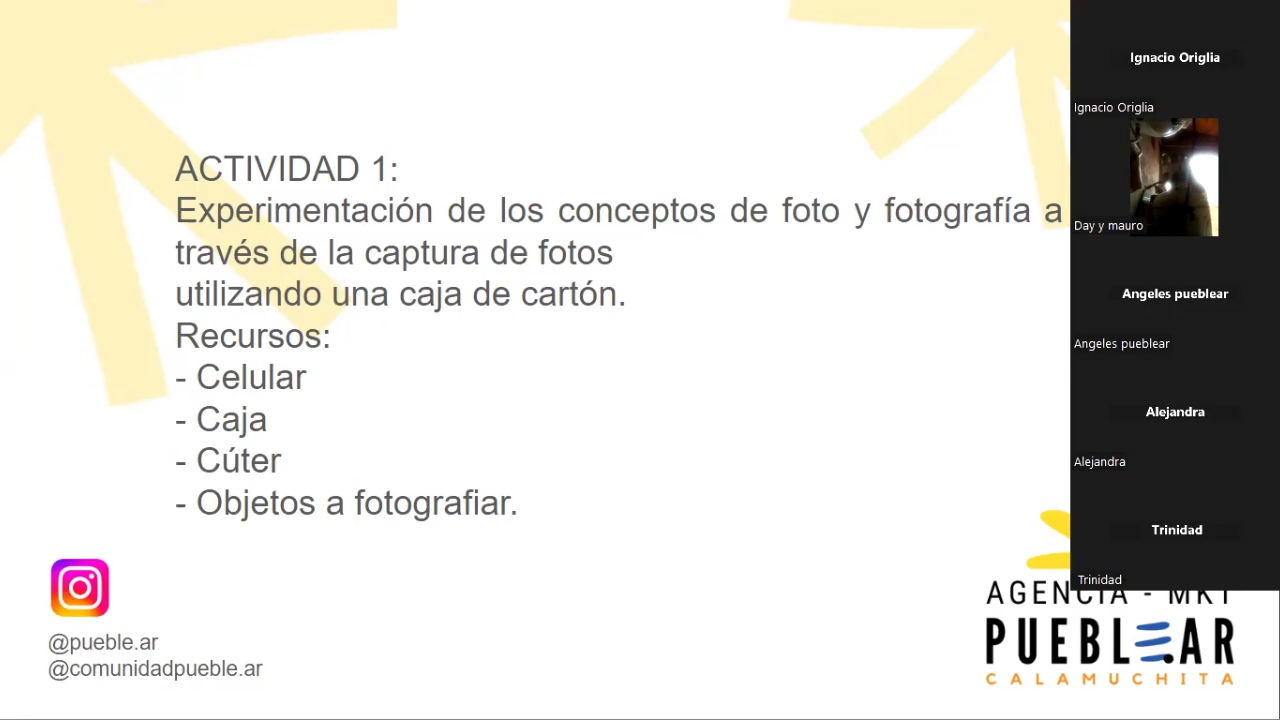 ACTIVIDAD 1:
Experimentación de los conceptos de foto y fotografía a
través de la captura de fotos
utilizando una caja de cartón.
Recursos:
- Celular
- Caja
- Cúter
- Objetos a fotografiar.
@pueble.ar
@comunidadpueble.ar
AGENCIA - MKT
PUEBLE.AR
CALAMUCHITA
Ignacio Origlia
Ignacio Origlia
Day y mauro
Angeles pueblear
Angeles pueblear
Alejandra
Alejandra
Trinidad
Trinidad